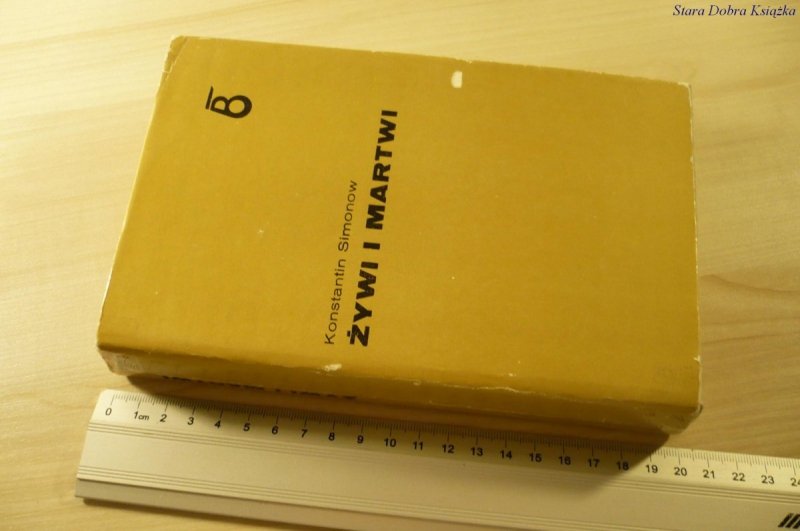 Stara Dobra Książka
B
Konstantin Simonow
ŻYWI I MARTWI
0 1cm 2 3 4 5 6 7 8 9 10 11 12 13 14 15 16 17 18 19 20 21 22 23 24